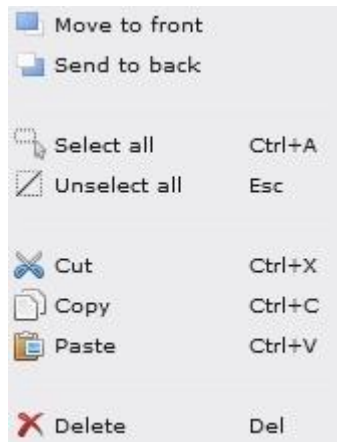 Move to front
Send to back
Select all Ctrl+A
Unselect all Esc
Cut Ctrl+X
Copy Ctrl+C
Paste Ctrl+V
Delete Del